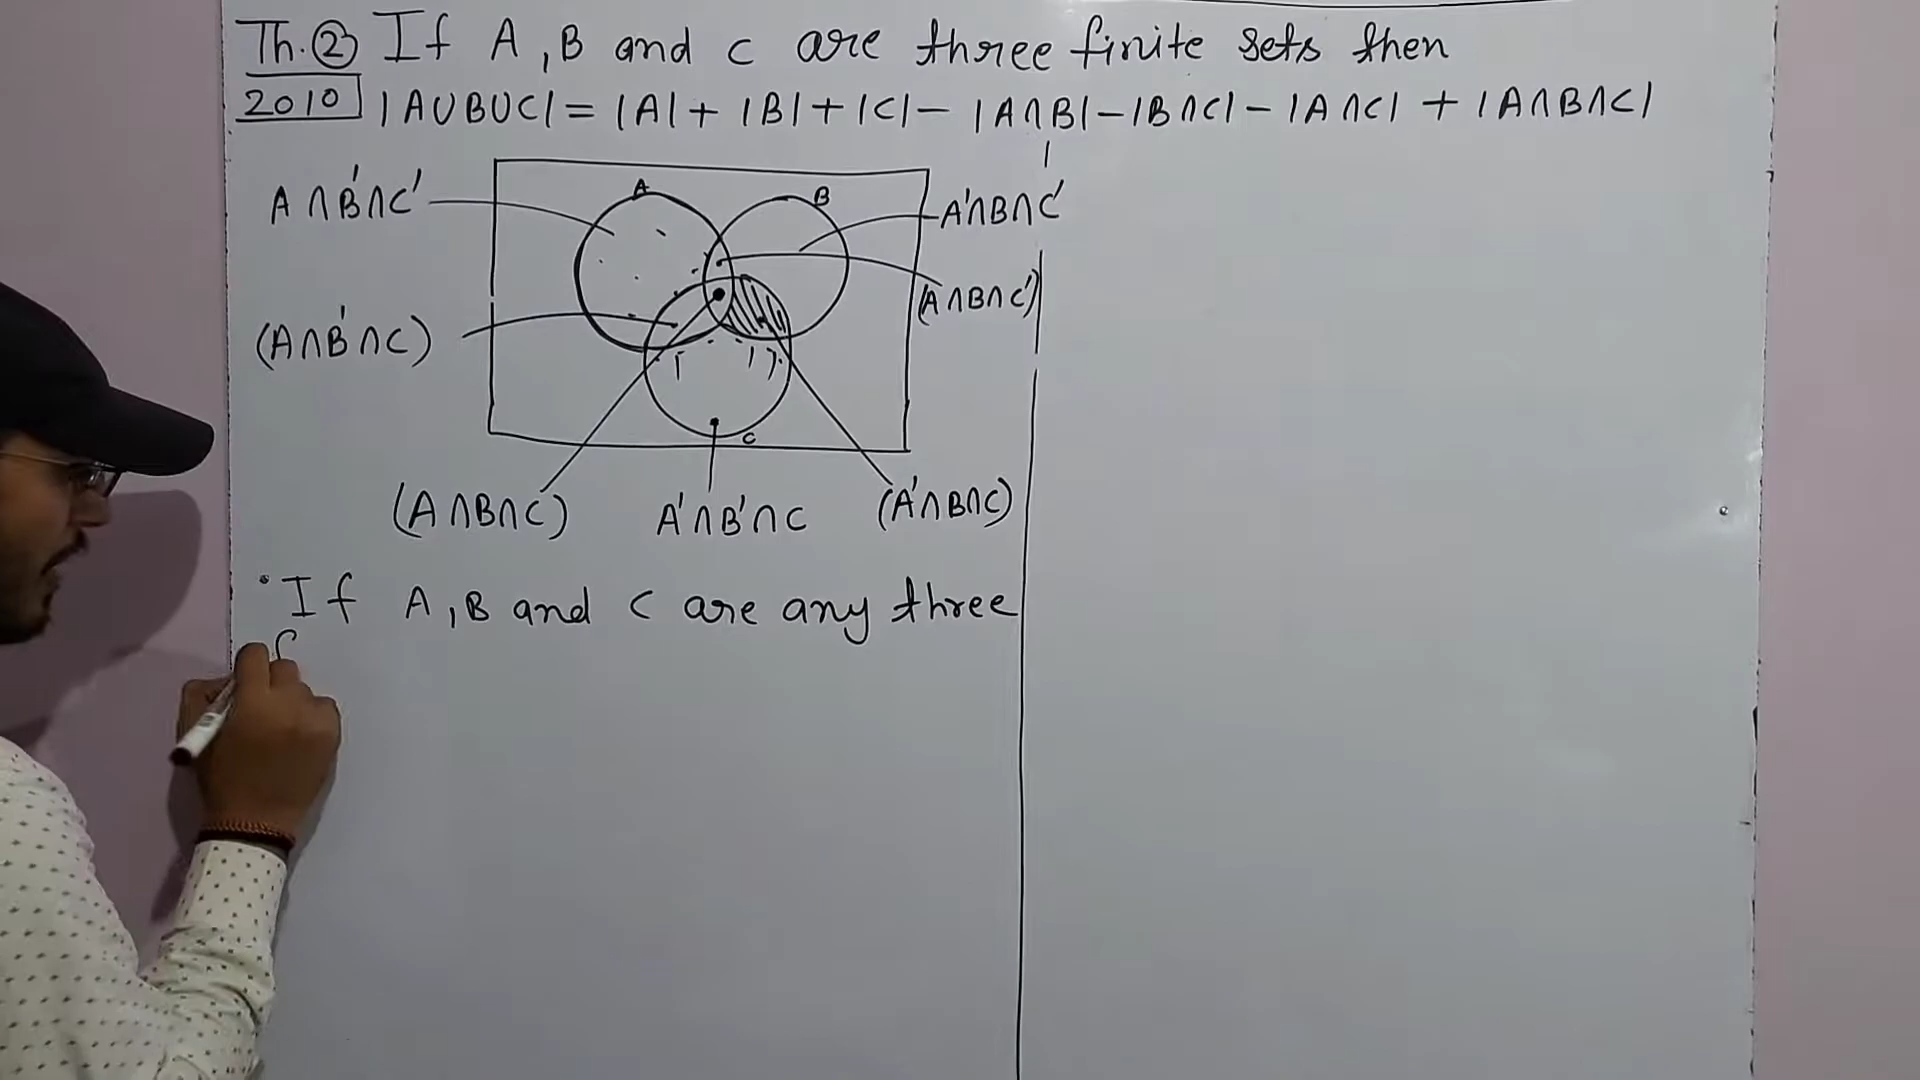 Th.② If A, B and C are three finite sets then
2010 |A∪B∪C| = |A| + |B| + |C| - |A∩B| - |B∩C| - |A∩C| + |A∩B∩C|
A∩B'∩C'
A
B
A'∩B∩C'
(A∩B∩C')
(A∩B'∩C)
C
(A∩B∩C) A'∩B'∩C (A'∩B∩C)
If A, B and C are any three
f